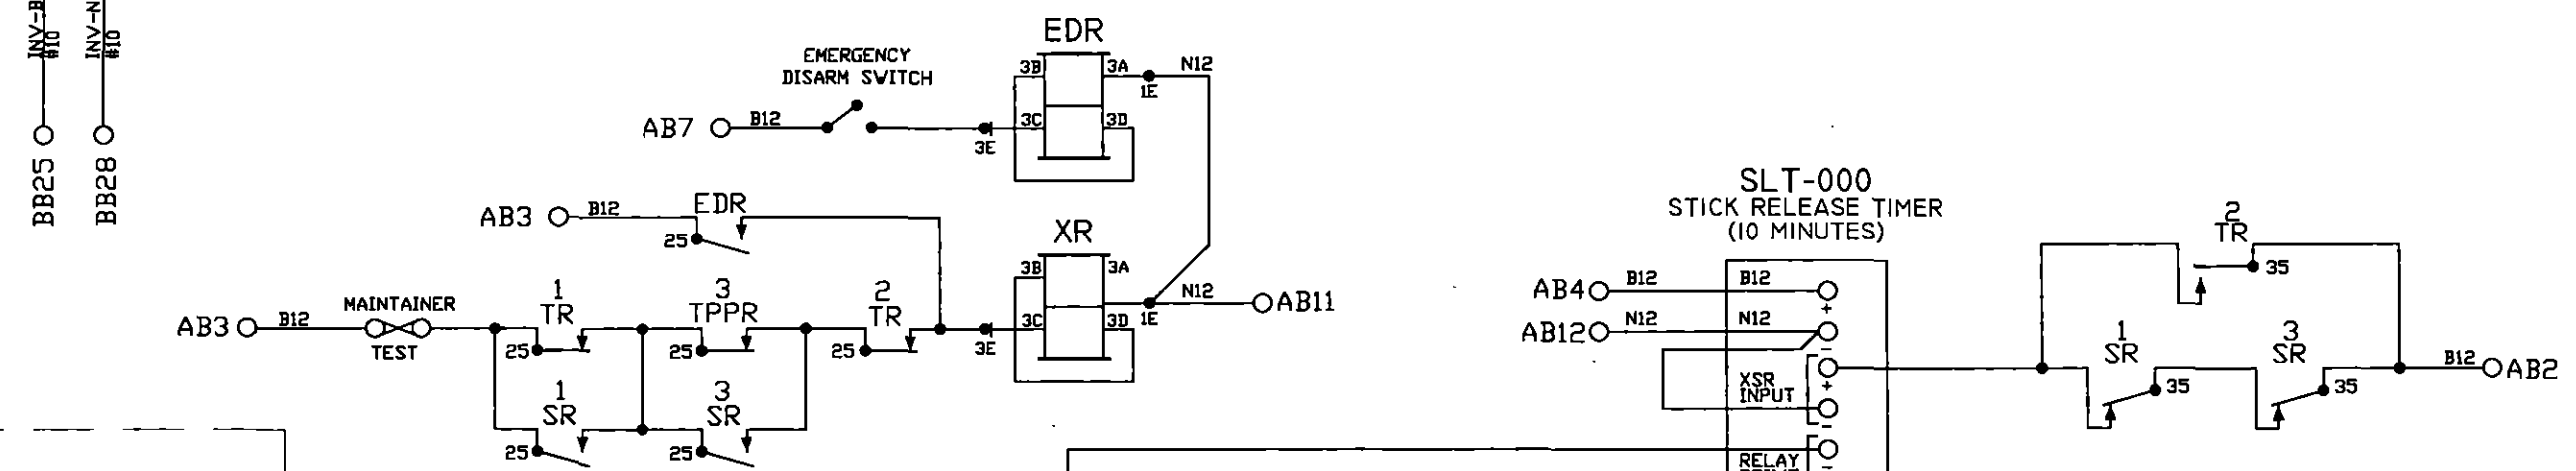 INV-B
#10
INV-N
#10
BB25
BB28
EDR
EMERGENCY
DISARM SWITCH
3B
3A
N12
1E
AB7
B12
3C
3D
3E
AB3
B12
EDR
25
XR
3B
3A
AB3
B12
MAINTAINER
TEST
1
TR
25
3
TPPR
25
2
TR
25
3E
3C
3D
1E
N12
AB11
1
SR
25
3
SR
25
SLT-000
STICK RELEASE TIMER
(10 MINUTES)
AB4
B12
B12
+
AB12
N12
N12
-
XSR
INPUT
+
-
RELAY
2
TR
35
1
SR
35
3
SR
35
B12
AB2